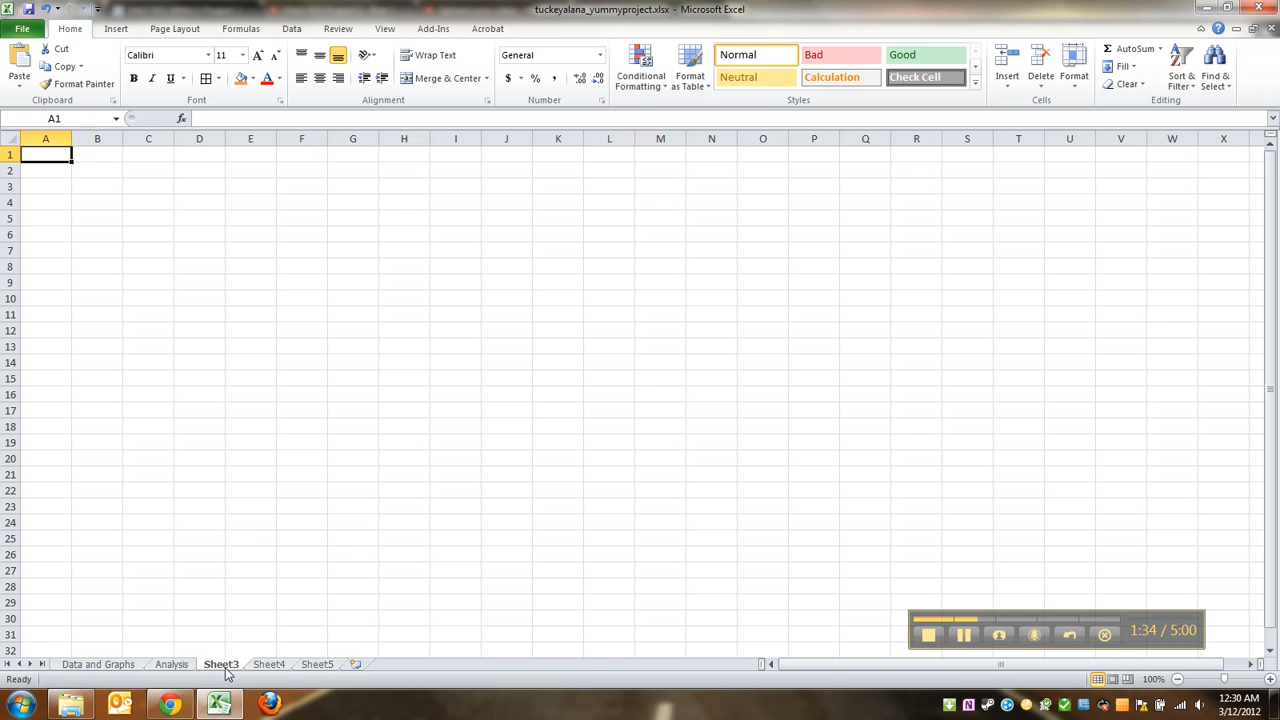 tuckeyalana_yummyproject.xlsx - Microsoft Excel
File Home Insert Page Layout Formulas Data Review View Add-Ins Acrobat
Paste
Cut
Copy
Format Painter
Clipboard
Calibri 11
B I U
Font
Wrap Text
Merge & Center
Alignment
General
$ % ,
Number
Conditional Formatting
Format as Table
Normal Bad Good
Neutral Calculation Check Cell
Styles
Insert Delete Format
Cells
AutoSum
Fill
Clear
Sort & Filter
Find & Select
Editing
A1 fx
A B C D E F G H I J K L M N O P Q R S T U V W X
1
2
3
4
5
6
7
8
9
10
11
12
13
14
15
16
17
18
19
20
21
22
23
24
25
26
27
28
29
30
31
32
1:34 / 5:00
Data and Graphs Analysis Sheet3 Sheet4 Sheet5
Ready 100%
12:30 AM
3/12/2012